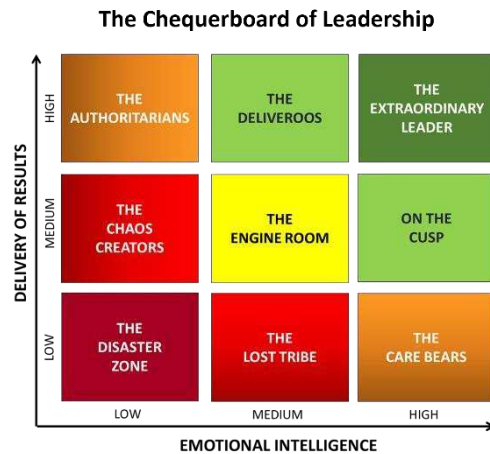 The Chequerboard of Leadership
DELIVERY OF RESULTS
HIGH
THE
AUTHORITARIANS
THE
DELIVEROOS
THE
EXTRAORDINARY
LEADER
MEDIUM
THE
CHAOS
CREATORS
THE
ENGINE ROOM
ON THE
CUSP
LOW
THE
DISASTER
ZONE
THE
LOST TRIBE
THE
CARE BEARS
LOW
MEDIUM
HIGH
EMOTIONAL INTELLIGENCE